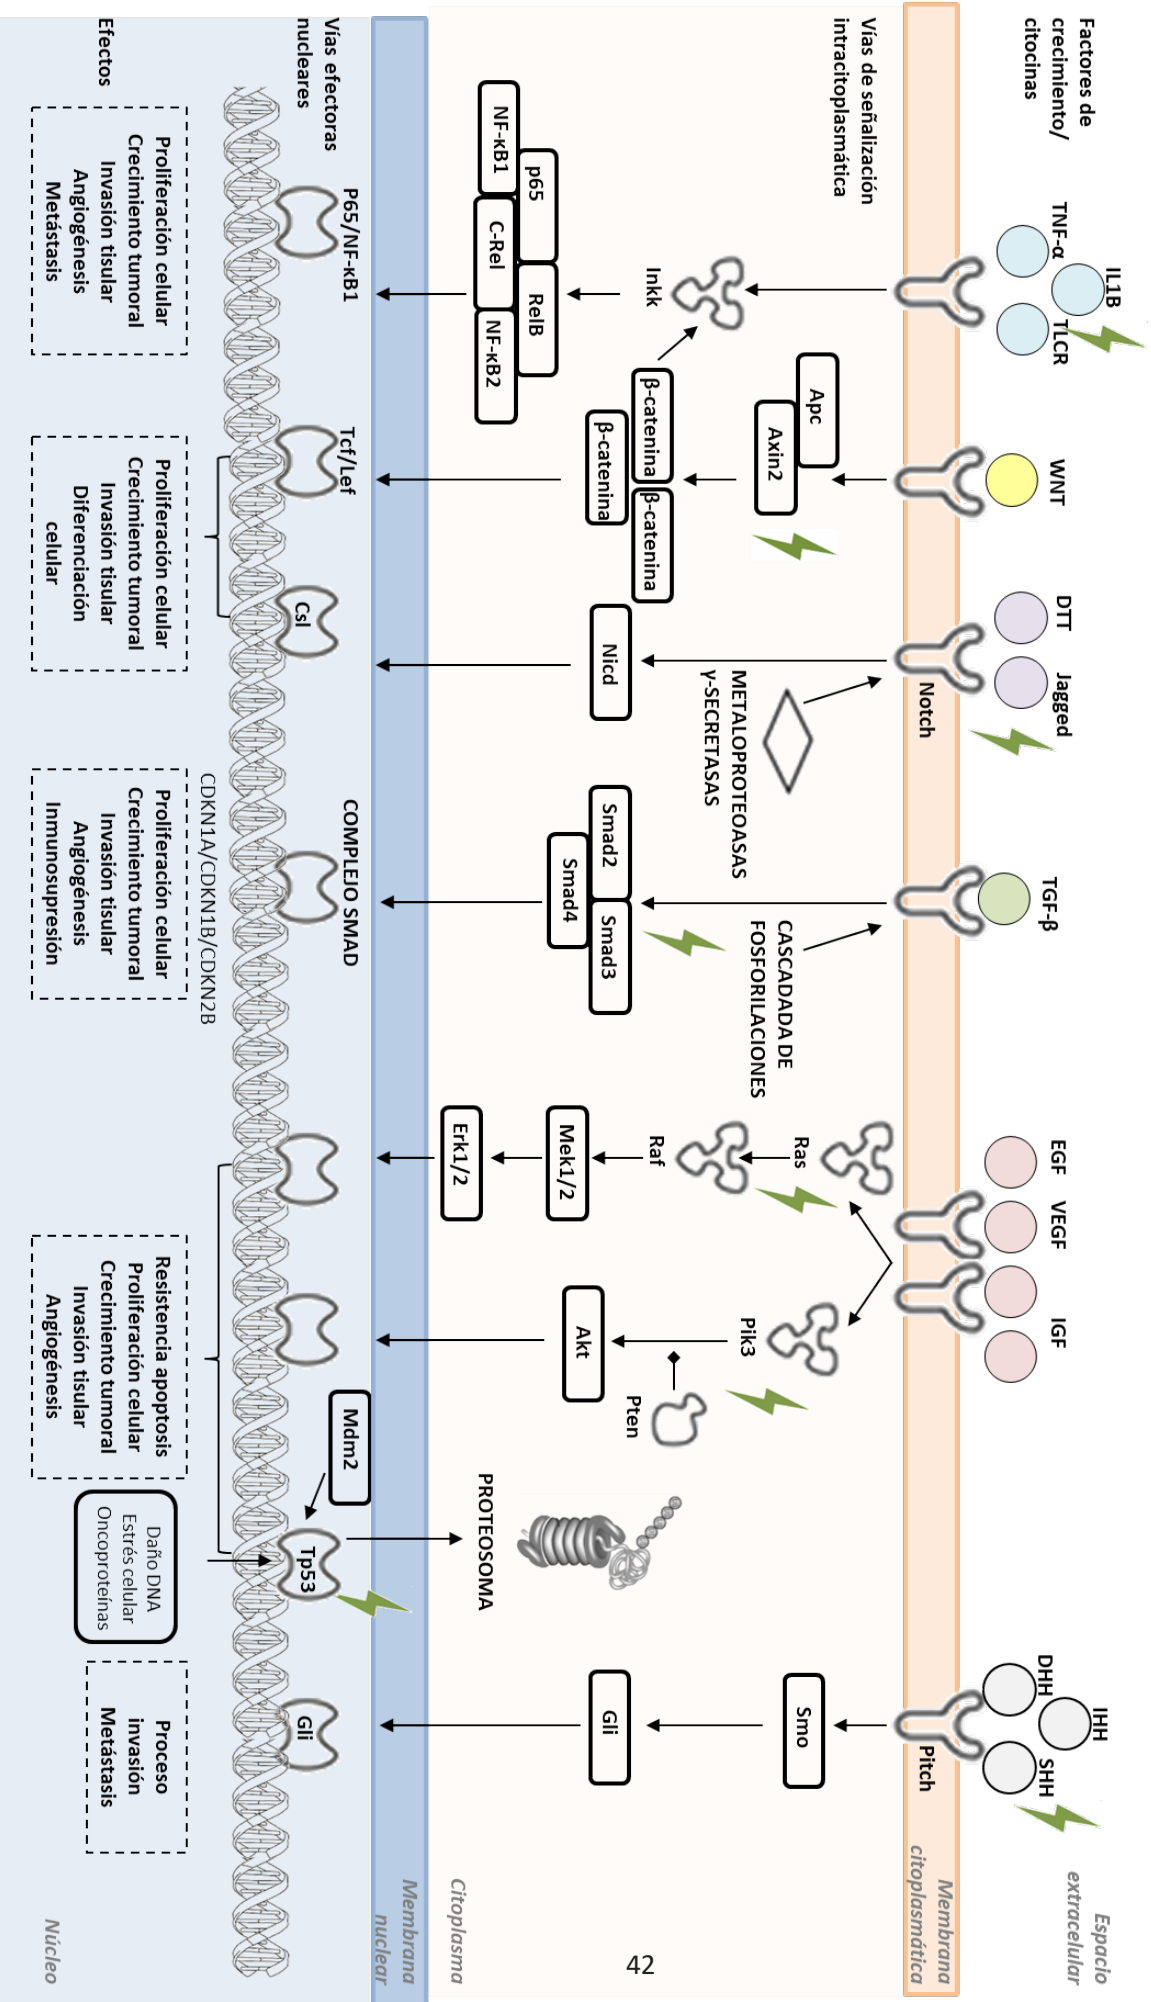 Factores de
crecimiento/
citocinas
TNF-α
IL1B
TLCR
WNT
DTT
Jagged
TGF-β
EGF
VEGF
IGF
DHH
IHH
SHH
Espacio
extracelular
Notch
Pitch
Membrana
citoplasmática
Vías de señalización
intracitoplasmática
Inkk
NF-κB1
p65
C-Rel
RelB
NF-κB2
Apc
Axin2
β-catenina
β-catenina
β-catenina
Nicd
METALOPROTEOASAS
γ-SECRETASAS
Smad2
Smad3
Smad4
CASCADADA DE
FOSFORILACIONES
Ras
Raf
Mek1/2
Erk1/2
Pik3
Pten
Akt
PROTEOSOMA
Smo
Gli
42
Citoplasma
Membrana
nuclear
Vías efectoras
nucleares
P65/NF-κB1
Tcf/Lef
Csl
COMPLEJO SMAD
Mdm2
Tp53
Gli
CDKN1A/CDKN1B/CDKN2B
Efectos
Proliferación celular
Crecimiento tumoral
Invasión tisular
Angiogénesis
Metástasis
Proliferación celular
Crecimiento tumoral
Invasión tisular
Diferenciación
celular
Proliferación celular
Crecimiento tumoral
Invasión tisular
Angiogénesis
Inmunosupresión
Resistencia apoptosis
Proliferación celular
Crecimiento tumoral
Invasión tisular
Angiogénesis
Daño DNA
Estrés celular
Oncoproteínas
Proceso
invasión
Metástasis
Núcleo